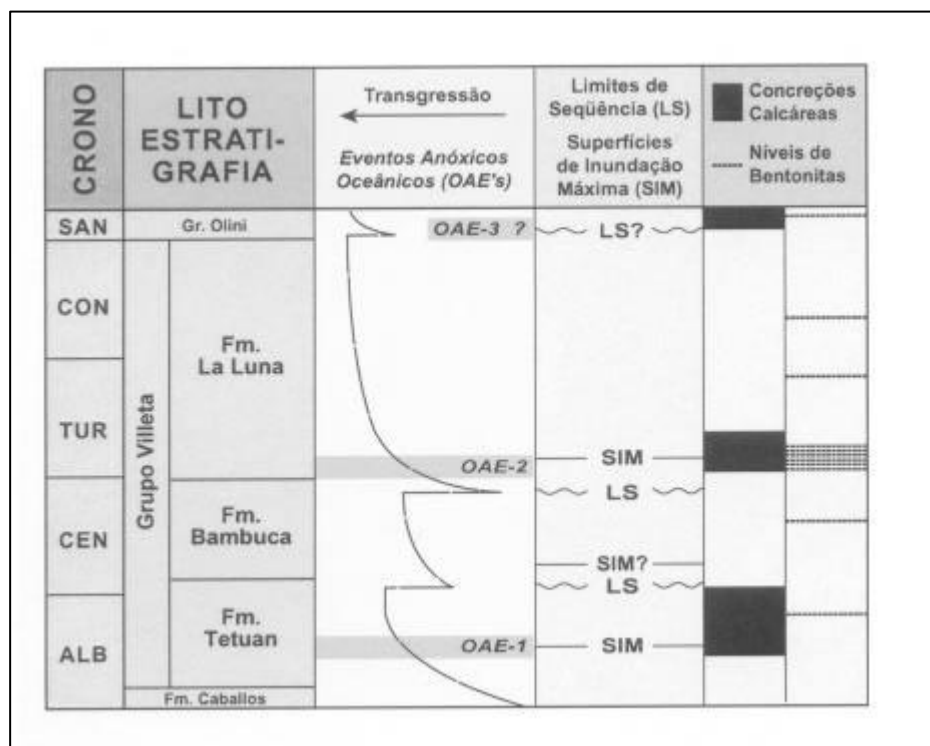 CRONO
LITO
ESTRATI-
GRAFIA
Transgressão
Eventos Anóxicos
Oceânicos (OAE's)
Limites de
Seqüência (LS)
Superfícies
de Inundação
Máxima (SIM)
Concreções
Calcáreas
Níveis de
Bentonitas
SAN
Gr. Olini
OAE-3 ?
LS?
CON
Fm.
La Luna
TUR
Grupo Villeta
OAE-2
SIM
LS
CEN
Fm.
Bambuca
SIM?
LS
Fm.
Tetuan
ALB
OAE-1
SIM
Fm. Caballos